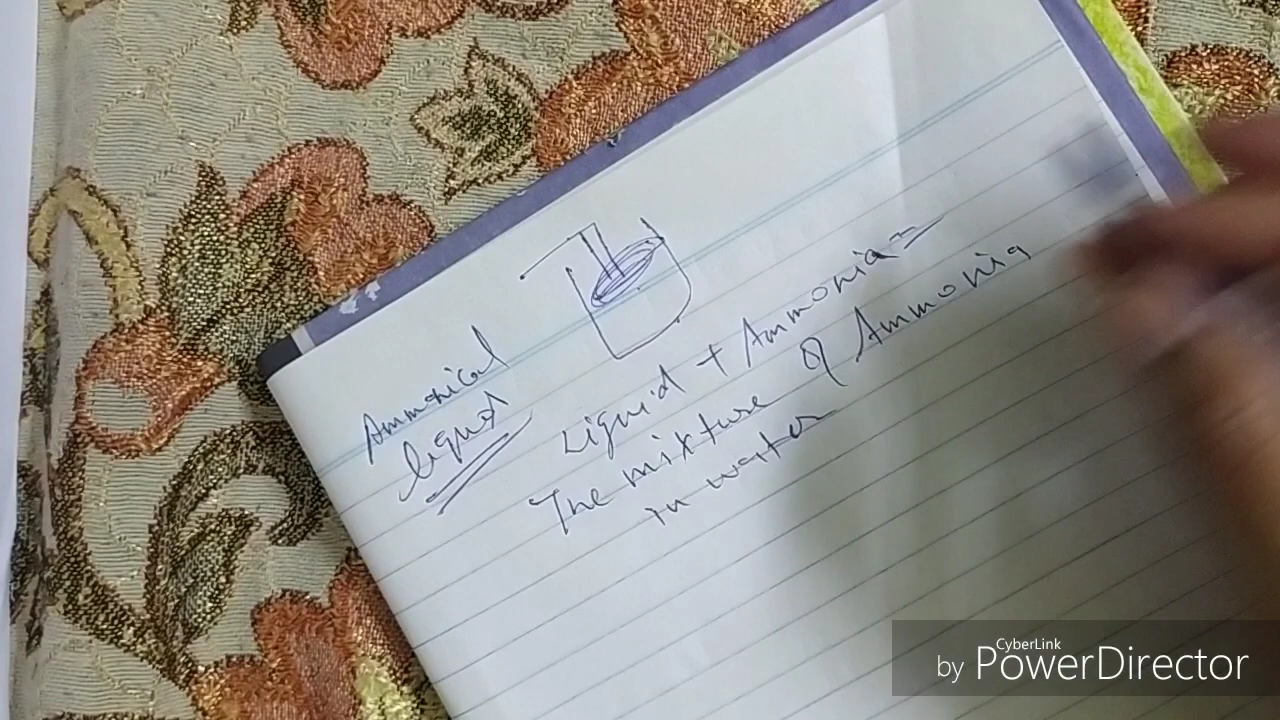 Ammonical
liquor
Liquid + Ammonia =
The mixture of Ammonia
in water
CyberLink
by PowerDirector